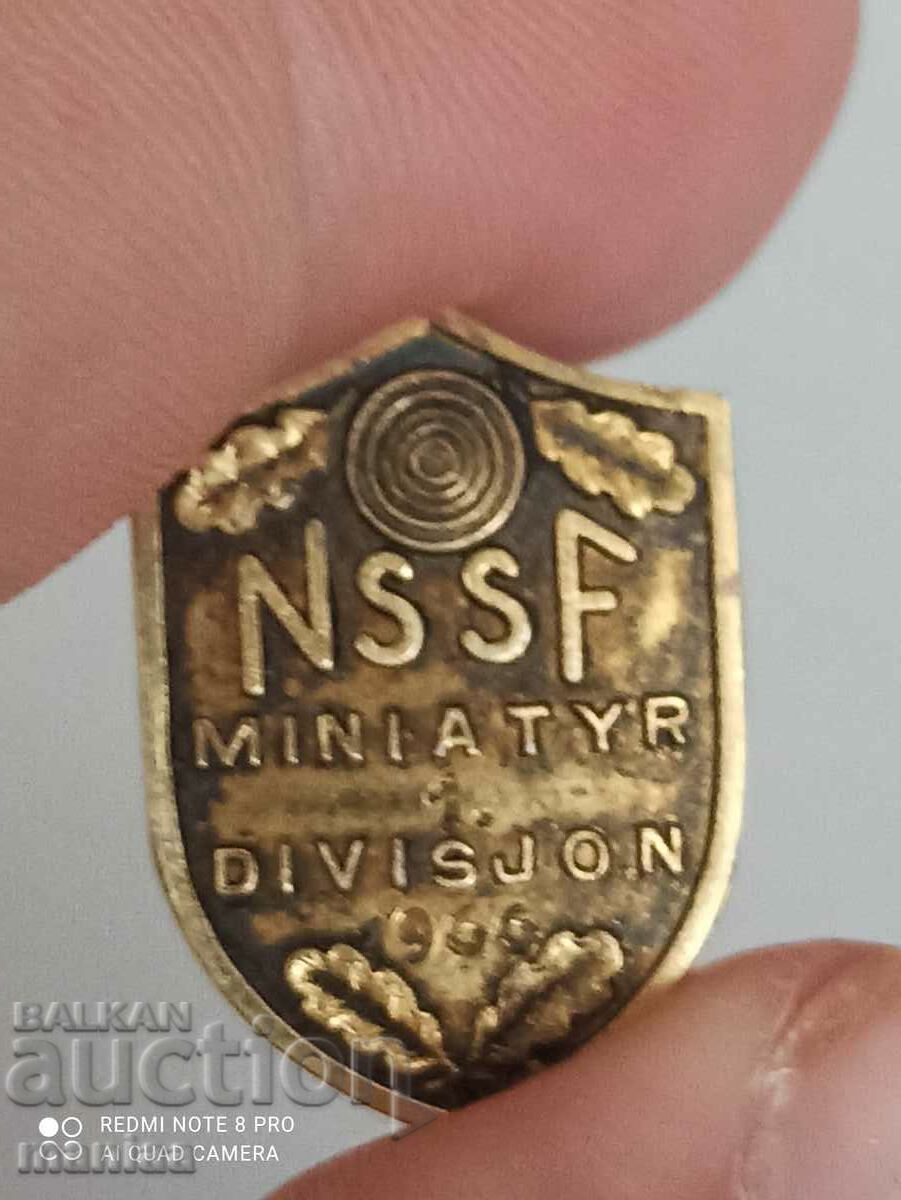 NSSF
MINIATYR
DIVISJON
BALKAN
auction
REDMI NOTE 8 PRO
AI QUAD CAMERA